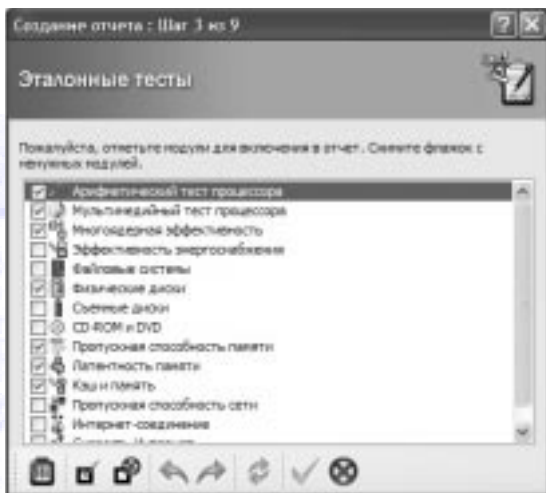 Создание отчета : Шаг 3 из 9
Эталонные тесты
Пожалуйста, отметьте модули для включения в отчет. Снимите флажок с
ненужных модулей.
Арифметический тест процессора
Мультимедийный тест процессора
Многоядерная эффективность
Эффективность энергоснабжения
Файловые системы
Физические диски
Съемные диски
CD-ROM и DVD
Пропускная способность памяти
Латентность памяти
Кэш и память
Пропускная способность сети
Интернет-соединение
Скорость Интернет